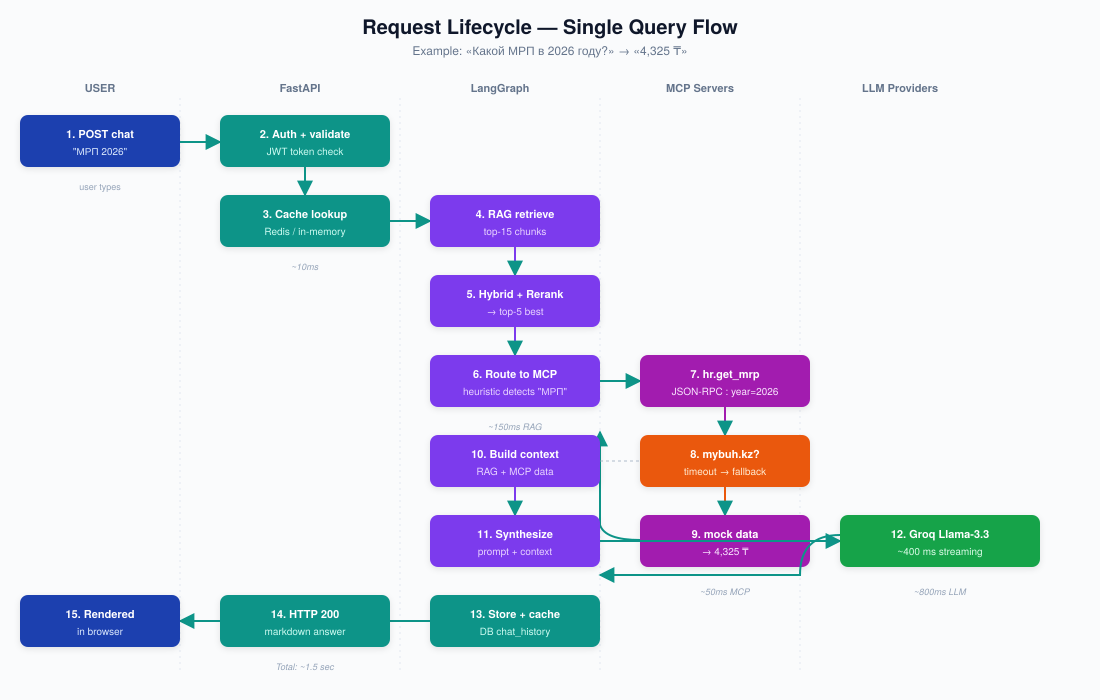 Request Lifecycle — Single Query Flow
Example: «Какой МРП в 2026 году?» → «4,325 ₸»
USER
FastAPI
LangGraph
MCP Servers
LLM Providers
1. POST chat
"МРП 2026"
user types
2. Auth + validate
JWT token check
3. Cache lookup
Redis / in-memory
~10ms
4. RAG retrieve
top-15 chunks
5. Hybrid + Rerank
→ top-5 best
6. Route to MCP
heuristic detects "МРП"
~150ms RAG
7. hr.get_mrp
JSON-RPC : year=2026
8. mybuh.kz?
timeout → fallback
9. mock data
→ 4,325 ₸
~50ms MCP
10. Build context
RAG + MCP data
11. Synthesize
prompt + context
12. Groq Llama-3.3
~400 ms streaming
~800ms LLM
13. Store + cache
DB chat_history
14. HTTP 200
markdown answer
Total: ~1.5 sec
15. Rendered
in browser